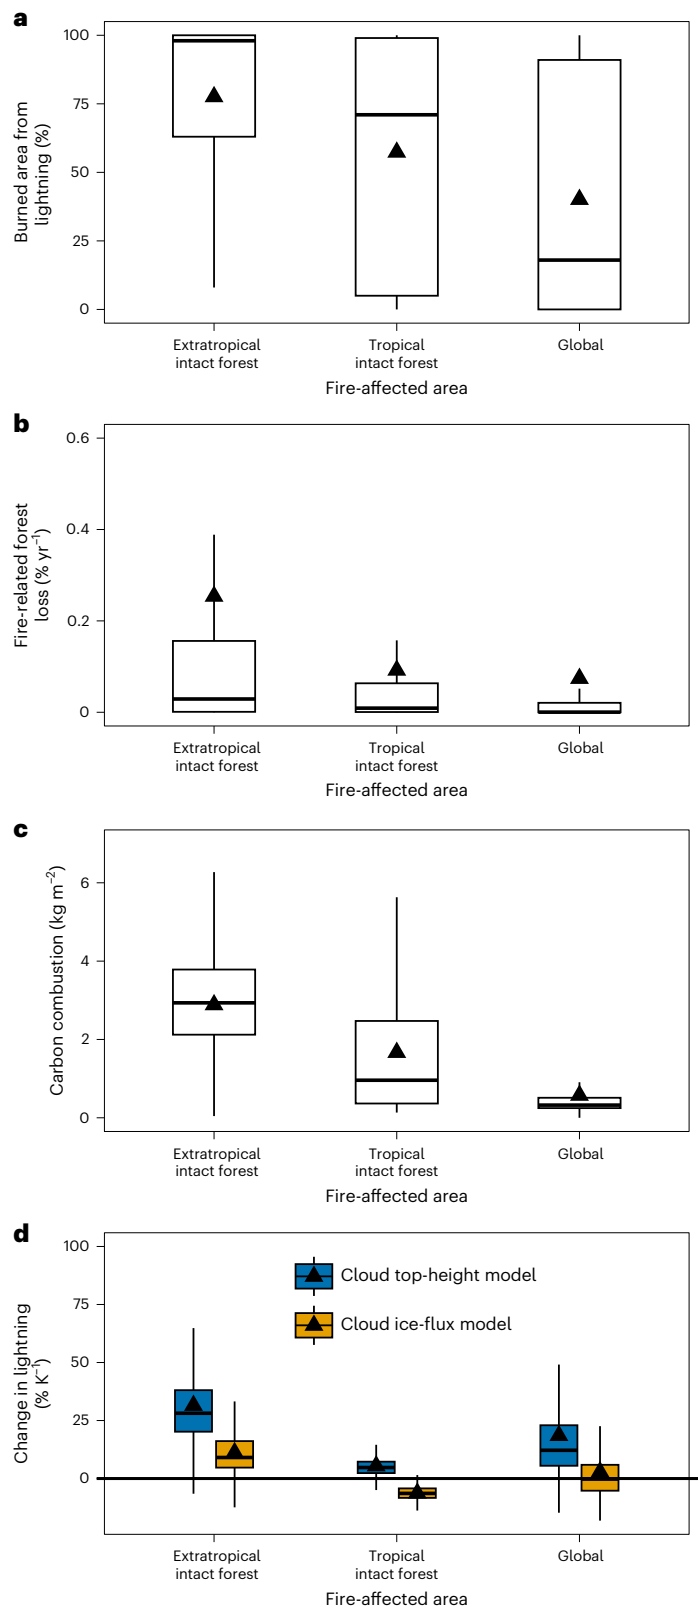 a
Burned area from
lightning (%)
100
75
50
25
0
Extratropical
intact forest
Tropical
intact forest
Global
Fire-affected area
b
Fire-related forest
loss (% yr⁻¹)
0.6
0.4
0.2
0
Extratropical
intact forest
Tropical
intact forest
Global
Fire-affected area
c
Carbon combustion (kg m⁻²)
6
4
2
0
Extratropical
intact forest
Tropical
intact forest
Global
Fire-affected area
d
Change in lightning
(% K⁻¹)
100
75
50
25
0
Cloud top-height model
Cloud ice-flux model
Extratropical
intact forest
Tropical
intact forest
Global
Fire-affected area